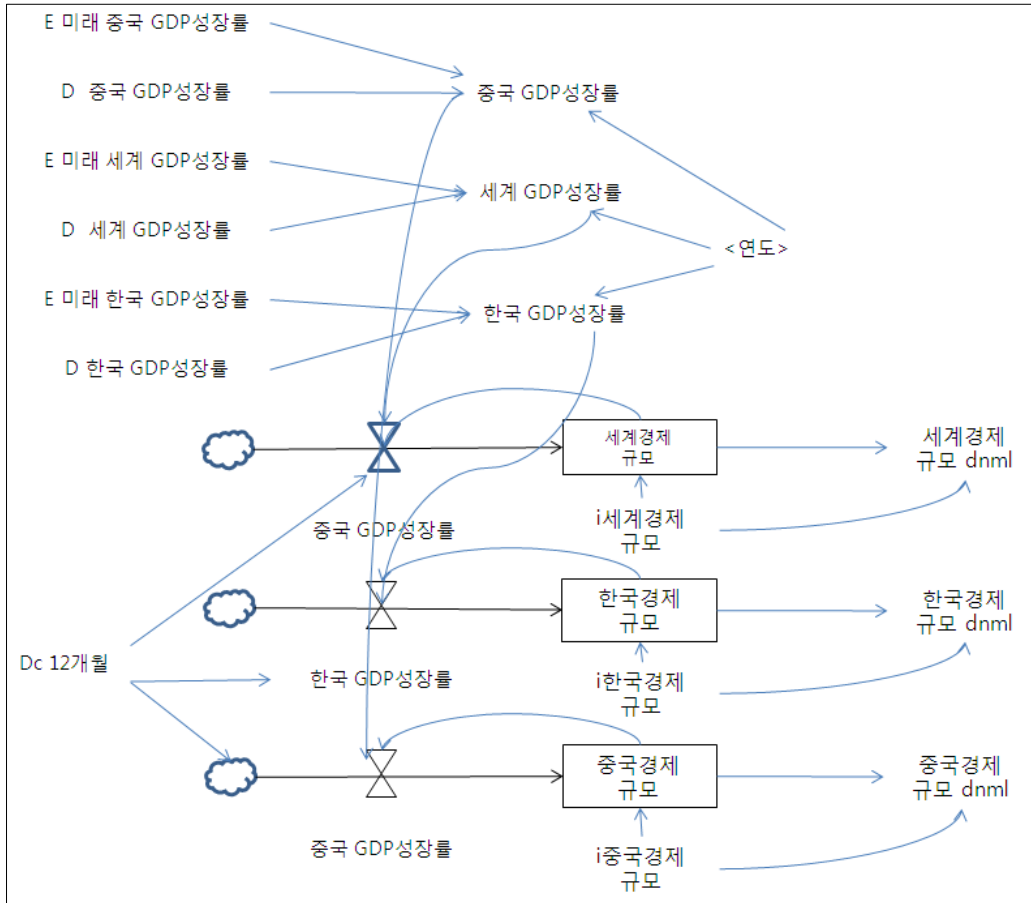 E 미래 중국 GDP성장률
D 중국 GDP성장률
중국 GDP성장률
E 미래 세계 GDP성장률
세계 GDP성장률
D 세계 GDP성장률
<연도>
E 미래 한국 GDP성장률
한국 GDP성장률
D 한국 GDP성장률
세계경제
규모
세계경제
규모 dnml
i세계경제
규모
중국 GDP성장률
한국경제
규모
한국경제
규모 dnml
Dc 12개월
한국 GDP성장률
i한국경제
규모
중국경제
규모
중국경제
규모 dnml
중국 GDP성장률
i중국경제
규모